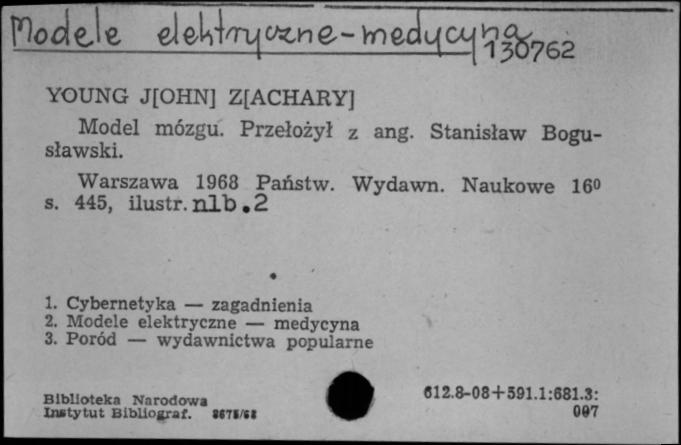 Modele elektryczne-medycyna
130762
YOUNG J[OHN] Z[ACHARY]
Model mózgu. Przełożył z ang. Stanisław Bogu-
sławski.
Warszawa 1968 Państw. Wydawn. Naukowe 16⁰
s. 445, ilustr. nlb.2
1. Cybernetyka — zagadnienia
2. Modele elektryczne — medycyna
3. Poród — wydawnictwa popularne
Biblioteka Narodowa
Instytut Bibliograf.
612.8-08+591.1:681.3:
007